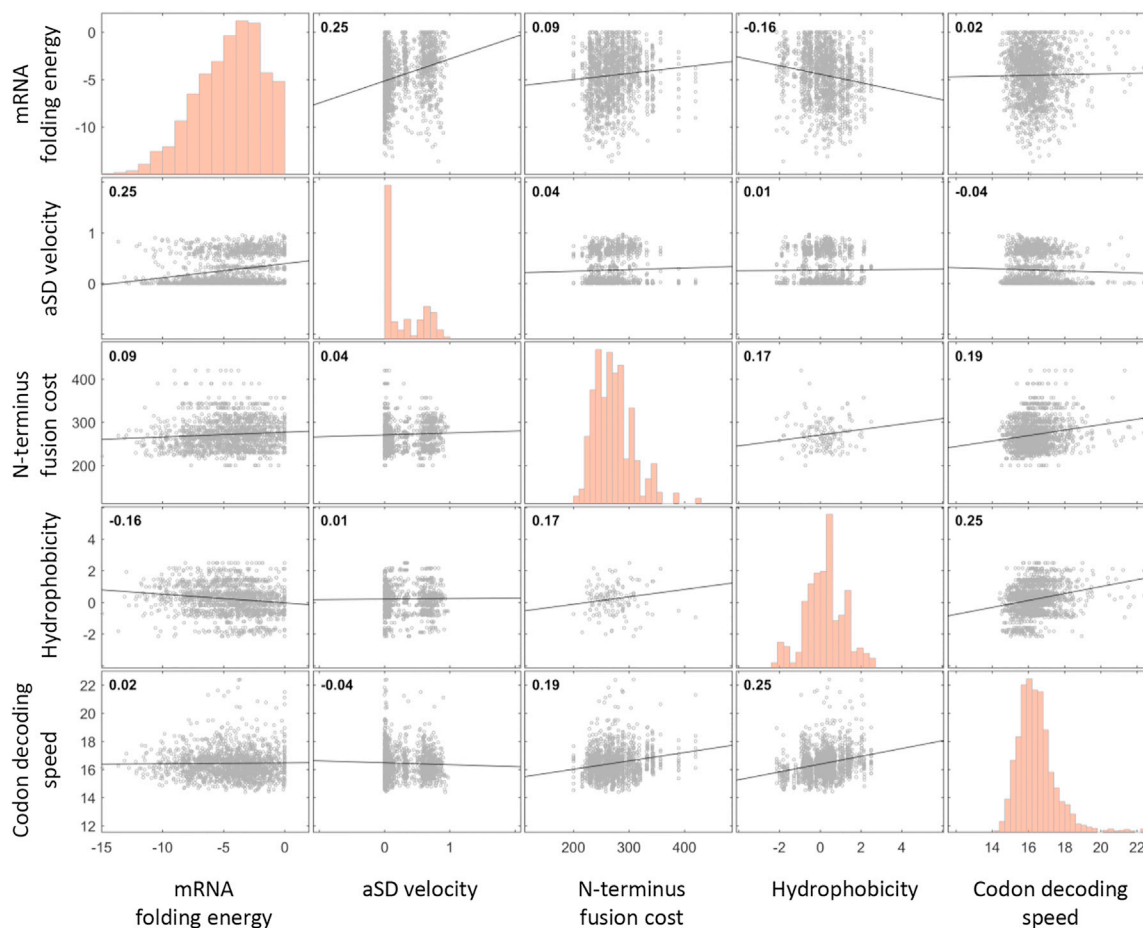 mRNA
folding energy
0
-5
-10
0.25
0.09
-0.16
0.02
aSD velocity
1
0
0.25
0.04
0.01
-0.04
N-terminus
fusion cost
400
300
200
0.09
0.04
0.17
0.19
Hydrophobicity
4
2
0
-2
-0.16
0.01
0.17
0.25
Codon decoding
speed
22
20
18
16
14
12
0.02
-0.04
0.19
0.25
-15 -10 -5 0
0 1
200 300 400
-2 0 2 4
14 16 18 20 22
mRNA
folding energy
aSD velocity
N-terminus
fusion cost
Hydrophobicity
Codon decoding
speed